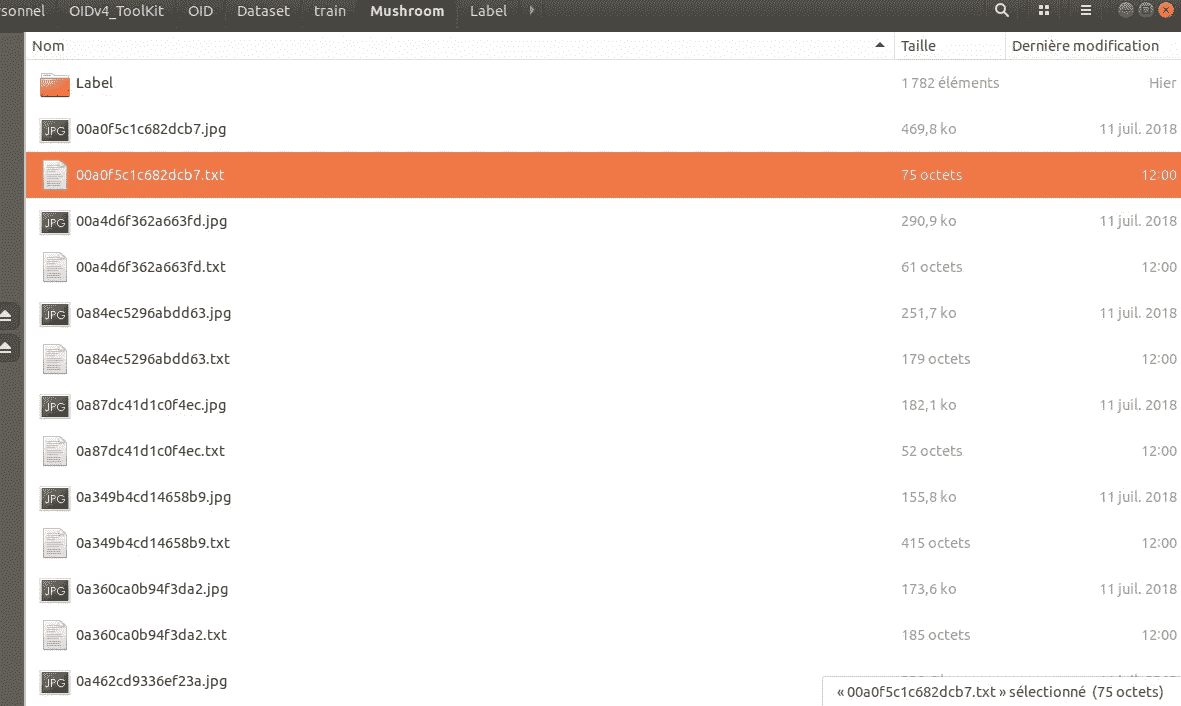 sonnel OIDv4_ToolKit OID Dataset train Mushroom Label
Nom Taille Dernière modification
Label 1 782 éléments Hier
JPG 00a0f5c1c682dcb7.jpg 469,8 ko 11 juil. 2018
00a0f5c1c682dcb7.txt 75 octets 12:00
JPG 00a4d6f362a663fd.jpg 290,9 ko 11 juil. 2018
00a4d6f362a663fd.txt 61 octets 12:00
JPG 0a84ec5296abdd63.jpg 251,7 ko 11 juil. 2018
0a84ec5296abdd63.txt 179 octets 12:00
JPG 0a87dc41d1c0f4ec.jpg 182,1 ko 11 juil. 2018
0a87dc41d1c0f4ec.txt 52 octets 12:00
JPG 0a349b4cd14658b9.jpg 155,8 ko 11 juil. 2018
0a349b4cd14658b9.txt 415 octets 12:00
JPG 0a360ca0b94f3da2.jpg 173,6 ko 11 juil. 2018
0a360ca0b94f3da2.txt 185 octets 12:00
JPG 0a462cd9336ef23a.jpg
« 00a0f5c1c682dcb7.txt » sélectionné (75 octets)